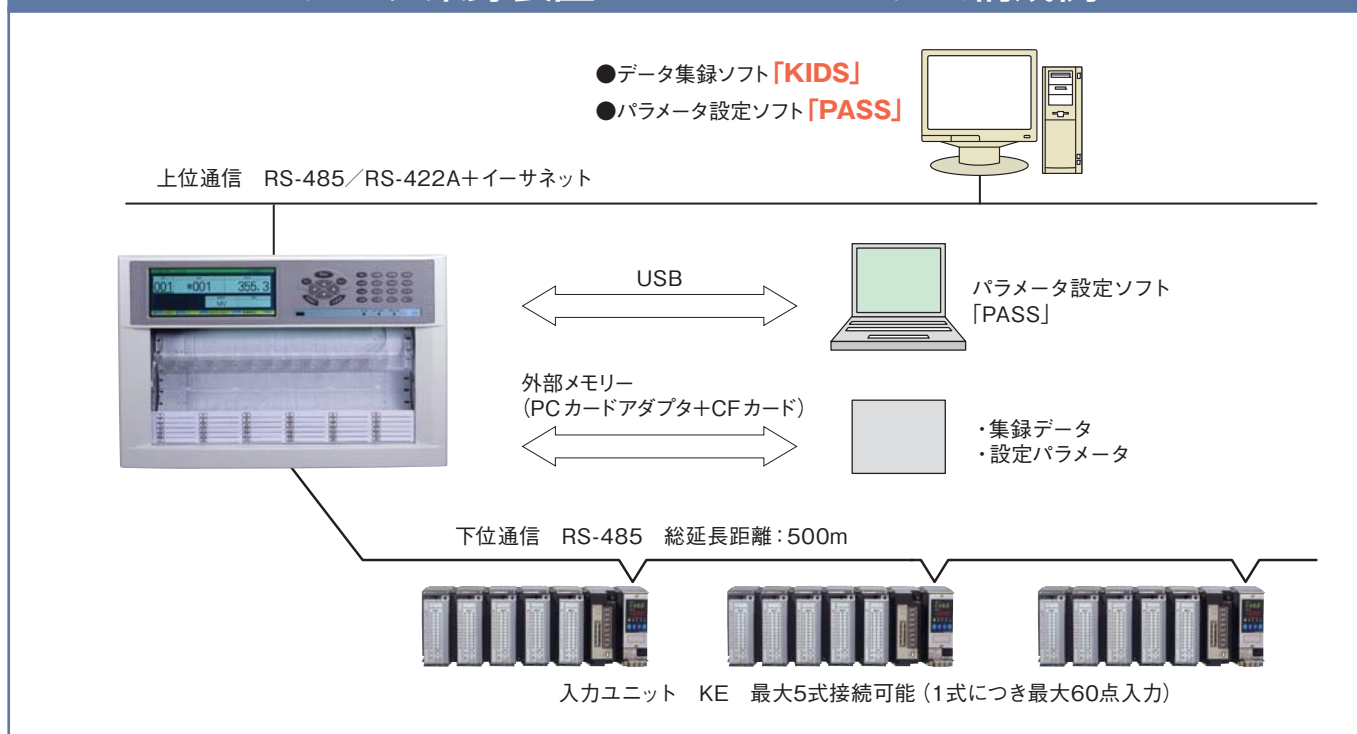 ●データ集録ソフト「KIDS」
●パラメータ設定ソフト「PASS」
上位通信 RS-485／RS-422A+イーサネット
001 *001 355.3
MV
USB
パラメータ設定ソフト
「PASS」
外部メモリー
（PCカードアダプタ+CFカード）
・集録データ
・設定パラメータ
下位通信 RS-485 総延長距離：500m
入力ユニット KE 最大5式接続可能（1式につき最大60点入力）